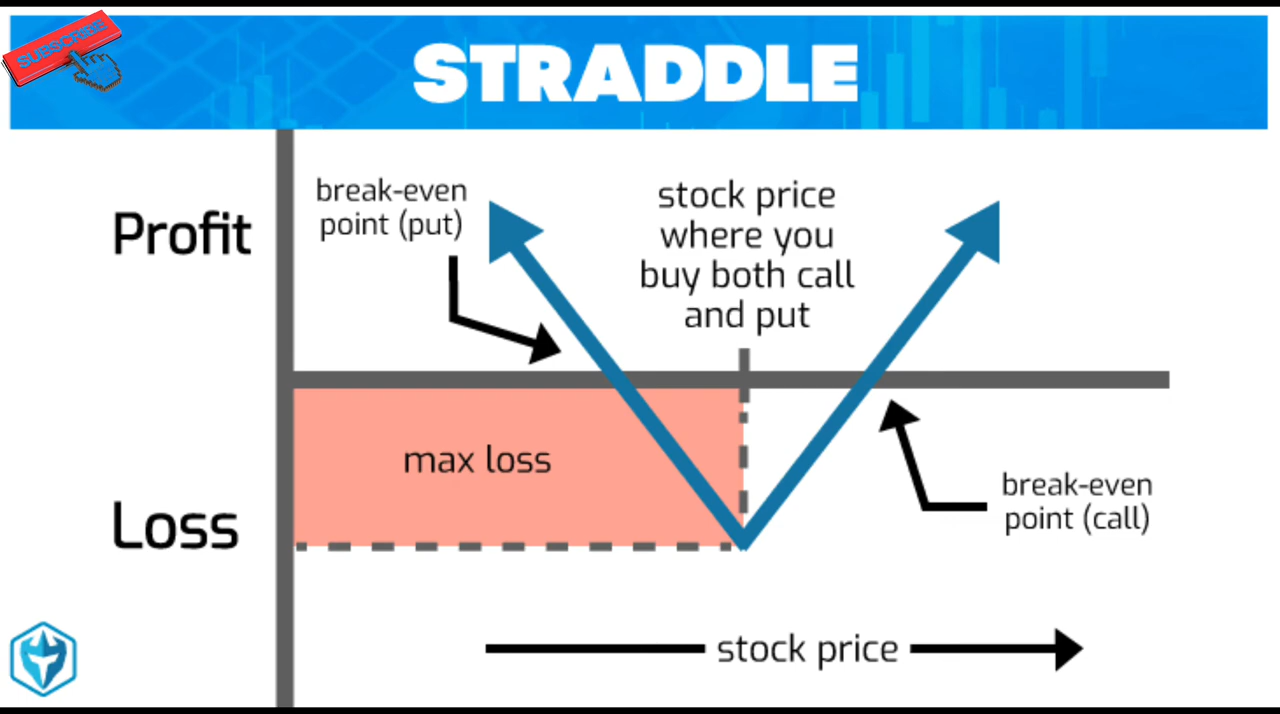 SUBSCRIBE
STRADDLE
Profit
break-even
point (put)
stock price
where you
buy both call
and put
max loss
Loss
break-even
point (call)
stock price